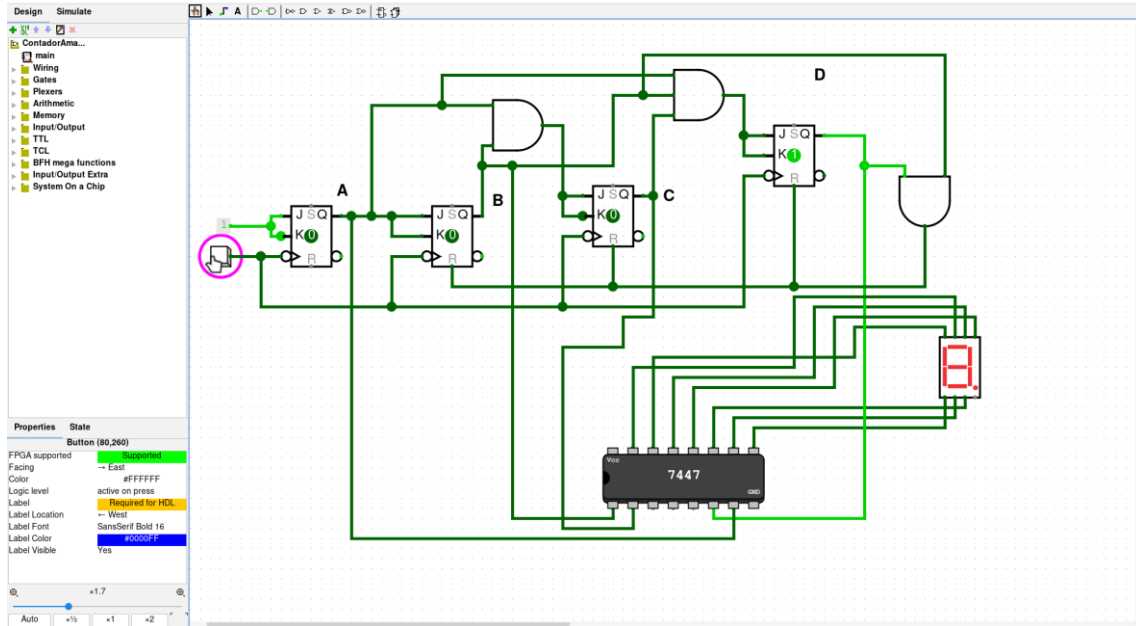 Design Simulate
A
ContadorAma...
main
Wiring
Gates
Plexers
Arithmetic
Memory
Input/Output
TTL
TCL
BFH mega functions
Input/Output Extra
System On a Chip
D
J S Q
K 1
R
A
B
C
J S Q
K 0
R
1
J S Q
K 0
R
J S Q
K 0
R
Vcc
7447
GND
Properties State
Button (80,260)
FPGA supported Supported
Facing → East
Color #FFFFFF
Logic level active on press
Label Required for HDL
Label Location ← West
Label Font SansSerif Bold 16
Label Color #0000FF
Label Visible Yes
×1.7
Auto ×½ ×1 ×2